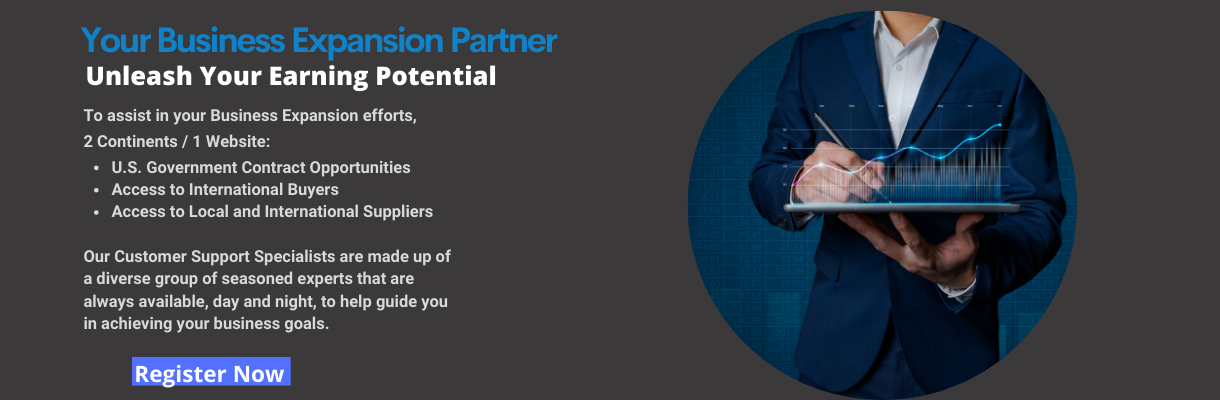 Your Business Expansion Partner
Unleash Your Earning Potential
To assist in your Business Expansion efforts,
2 Continents / 1 Website:
• U.S. Government Contract Opportunities
• Access to International Buyers
• Access to Local and International Suppliers
Our Customer Support Specialists are made up of
a diverse group of seasoned experts that are
always available, day and night, to help guide you
in achieving your business goals.
Register Now